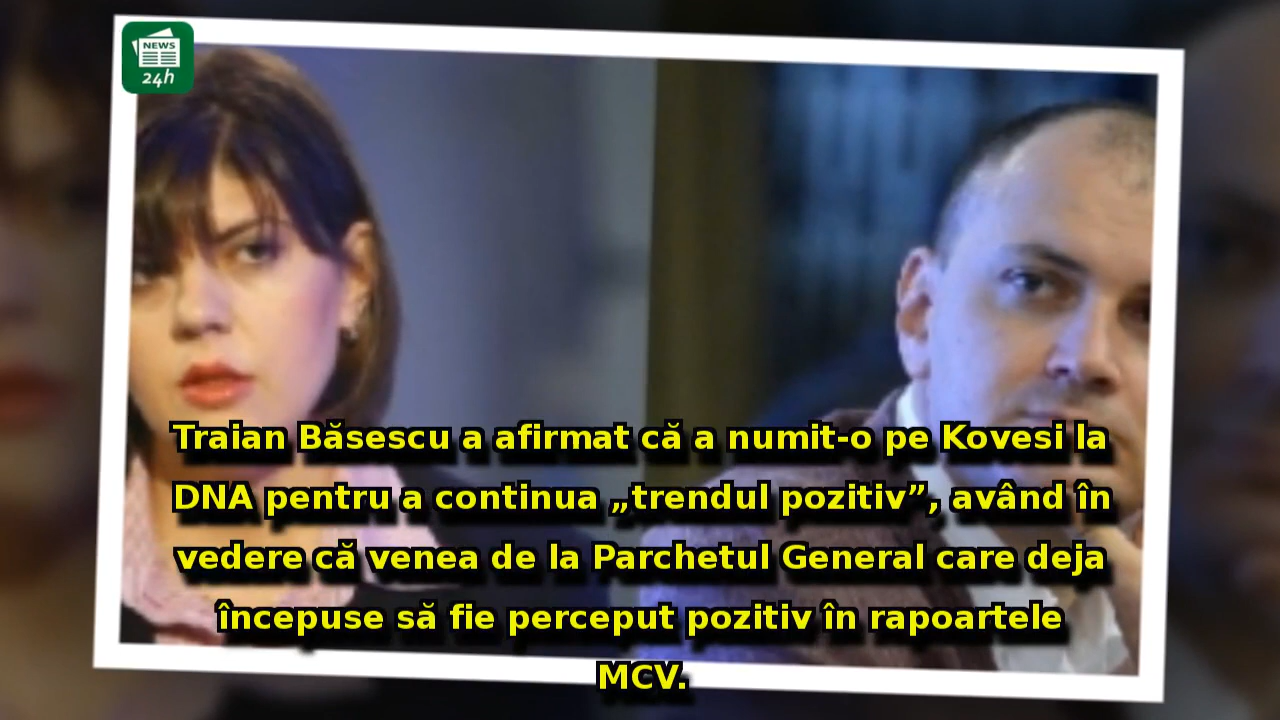 NEWS
24h
Traian Băsescu a afirmat că a numit-o pe Kovesi la
DNA pentru a continua „trendul pozitiv”, având în
vedere că venea de la Parchetul General care deja
începuse să fie perceput pozitiv în rapoartele
MCV.